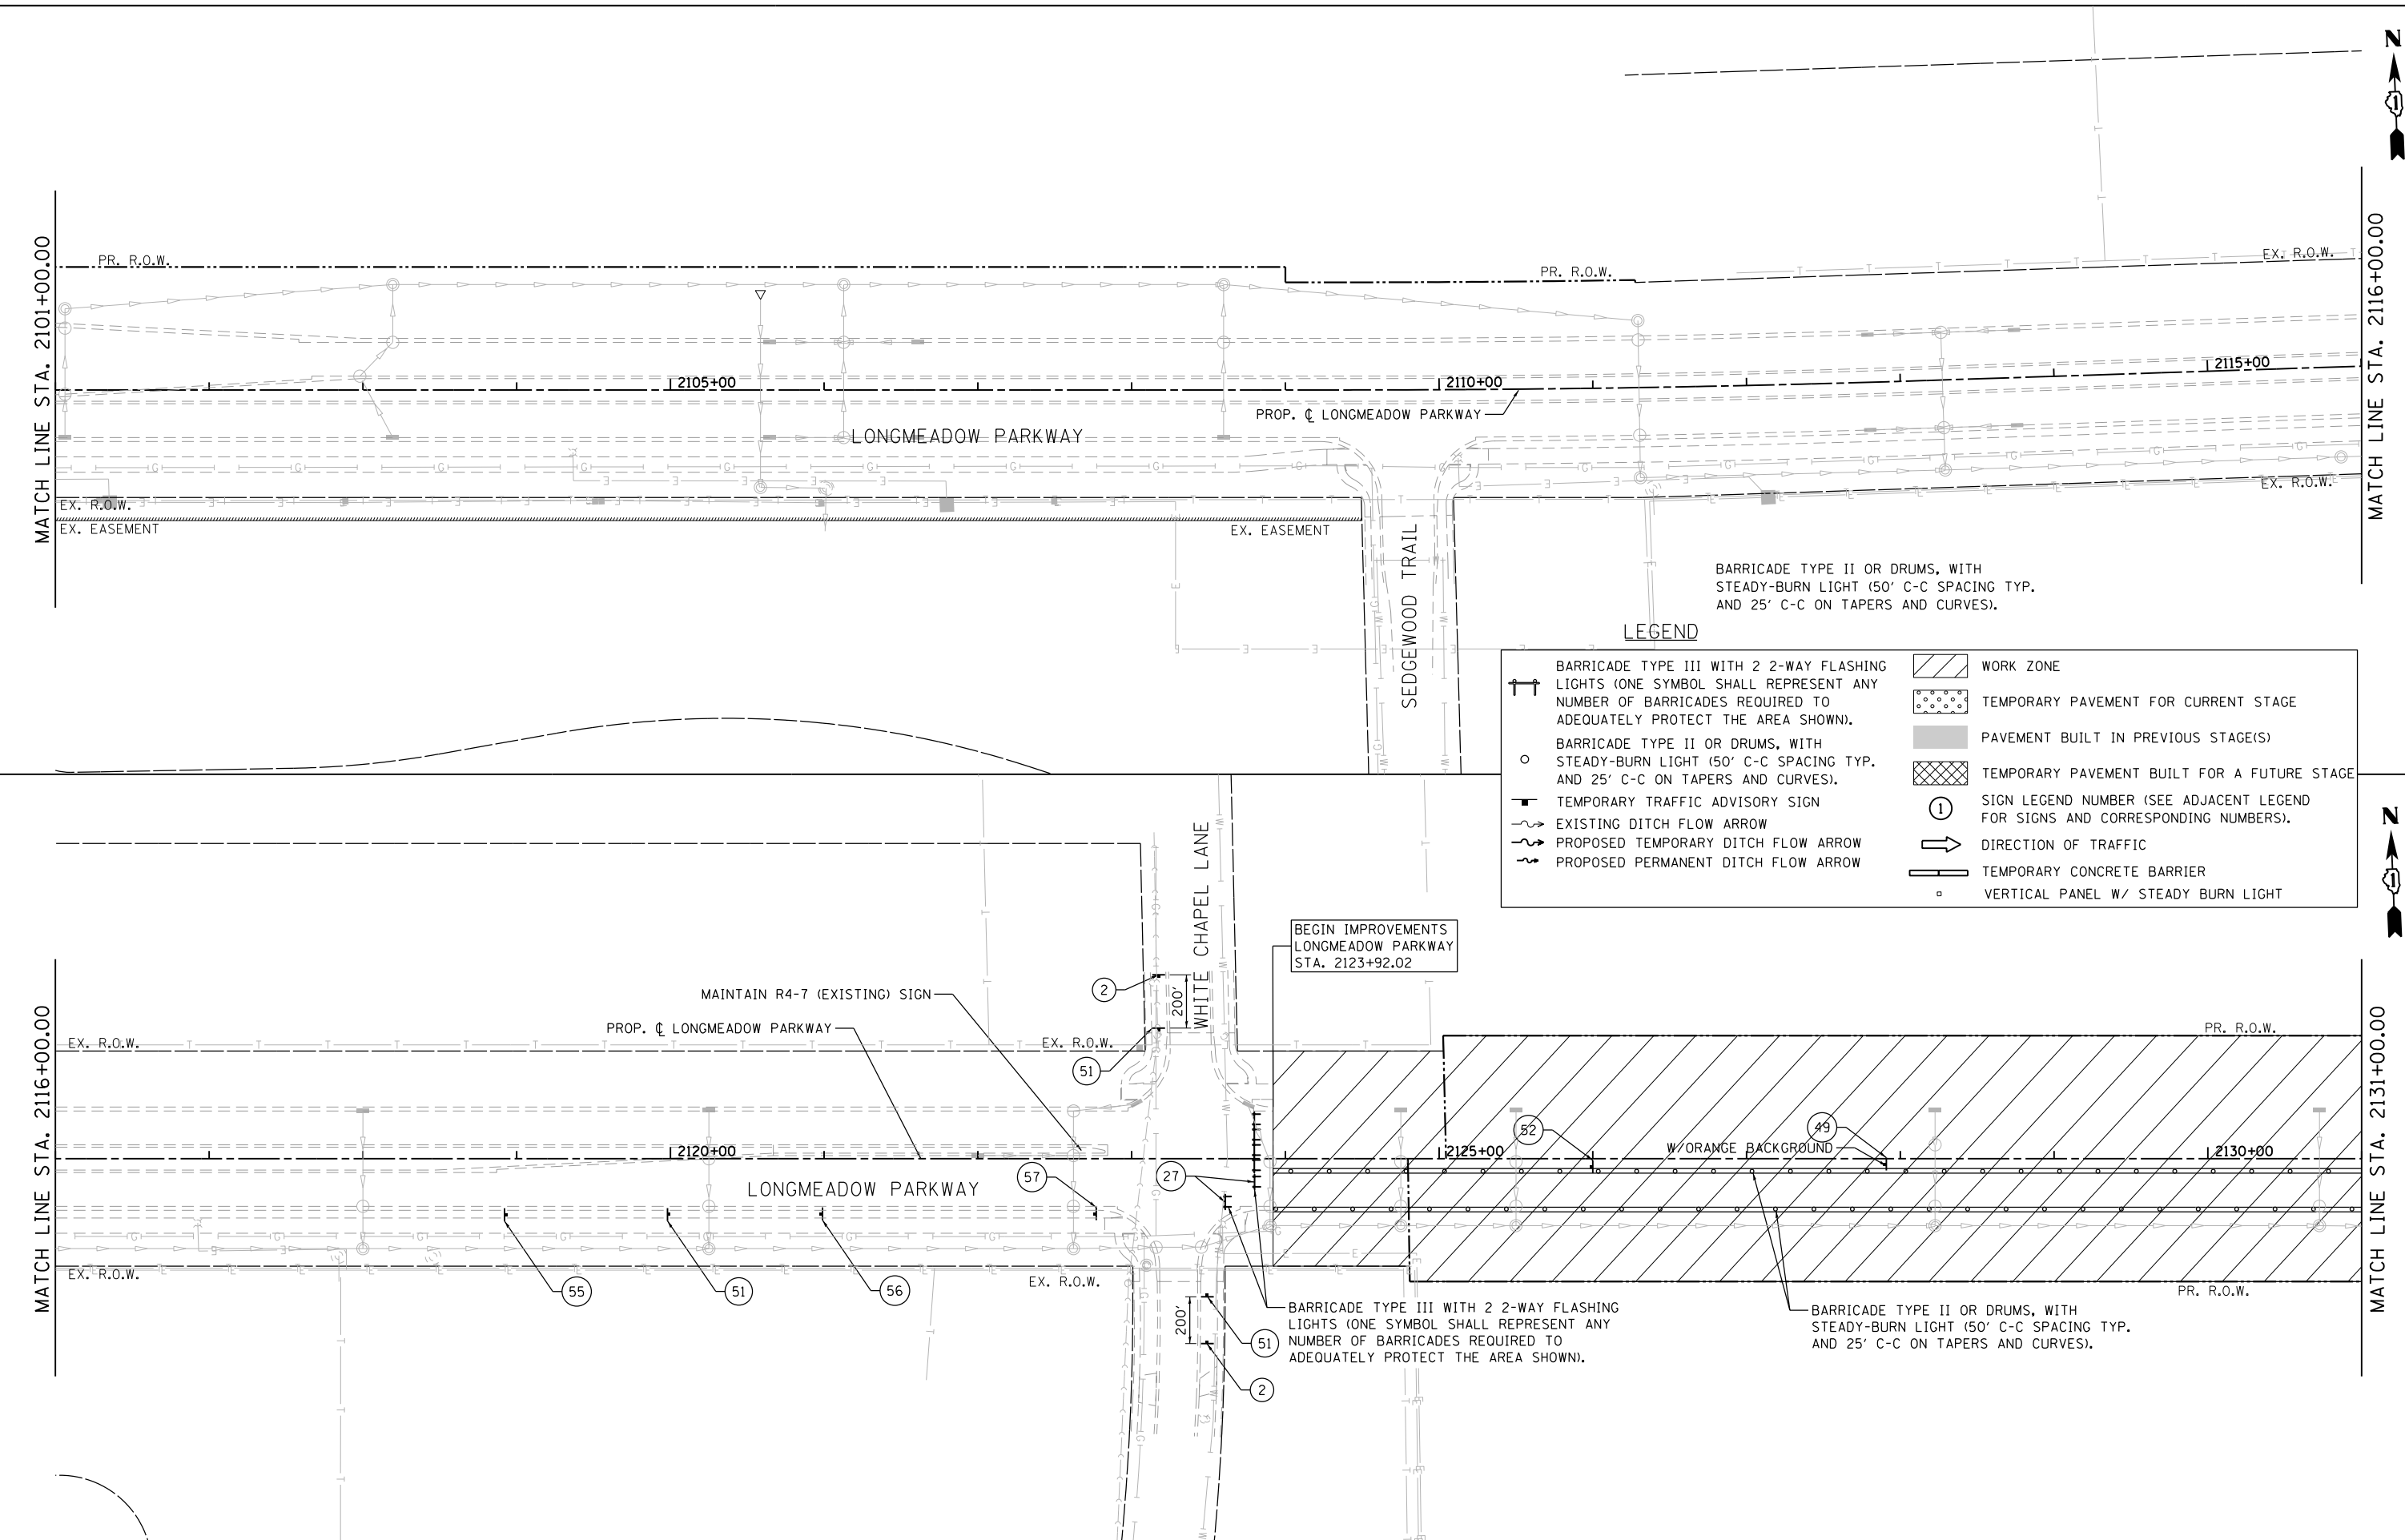 N
1
MATCH LINE STA. 2101+00.00
PR. R.O.W.
PR. R.O.W.
EX. R.O.W.
2105+00
2110+00
2115+00
PROP. ℄ LONGMEADOW PARKWAY
LONGMEADOW PARKWAY
EX. R.O.W.
EX. R.O.W.
EX. EASEMENT
EX. EASEMENT
SEDGEWOOD TRAIL
MATCH LINE STA. 2116+00.00
BARRICADE TYPE II OR DRUMS, WITH
STEADY-BURN LIGHT (50' C-C SPACING TYP.
AND 25' C-C ON TAPERS AND CURVES).
LEGEND
BARRICADE TYPE III WITH 2 2-WAY FLASHING
LIGHTS (ONE SYMBOL SHALL REPRESENT ANY
NUMBER OF BARRICADES REQUIRED TO
ADEQUATELY PROTECT THE AREA SHOWN).
BARRICADE TYPE II OR DRUMS, WITH
STEADY-BURN LIGHT (50' C-C SPACING TYP.
AND 25' C-C ON TAPERS AND CURVES).
TEMPORARY TRAFFIC ADVISORY SIGN
EXISTING DITCH FLOW ARROW
PROPOSED TEMPORARY DITCH FLOW ARROW
PROPOSED PERMANENT DITCH FLOW ARROW
WORK ZONE
TEMPORARY PAVEMENT FOR CURRENT STAGE
PAVEMENT BUILT IN PREVIOUS STAGE(S)
TEMPORARY PAVEMENT BUILT FOR A FUTURE STAGE
1
SIGN LEGEND NUMBER (SEE ADJACENT LEGEND
FOR SIGNS AND CORRESPONDING NUMBERS).
DIRECTION OF TRAFFIC
TEMPORARY CONCRETE BARRIER
VERTICAL PANEL W/ STEADY BURN LIGHT
N
1
MATCH LINE STA. 2116+00.00
WHITE CHAPEL LANE
BEGIN IMPROVEMENTS
LONGMEADOW PARKWAY
STA. 2123+92.02
2
200'
MAINTAIN R4-7 (EXISTING) SIGN
PROP. ℄ LONGMEADOW PARKWAY
EX. R.O.W.
EX. R.O.W.
PR. R.O.W.
51
52
49
W/ORANGE BACKGROUND
2120+00
2125+00
2130+00
LONGMEADOW PARKWAY
57
27
EX. R.O.W.
EX. R.O.W.
PR. R.O.W.
55
51
56
200'
51
2
BARRICADE TYPE III WITH 2 2-WAY FLASHING
LIGHTS (ONE SYMBOL SHALL REPRESENT ANY
NUMBER OF BARRICADES REQUIRED TO
ADEQUATELY PROTECT THE AREA SHOWN).
BARRICADE TYPE II OR DRUMS, WITH
STEADY-BURN LIGHT (50' C-C SPACING TYP.
AND 25' C-C ON TAPERS AND CURVES).
MATCH LINE STA. 2131+00.00